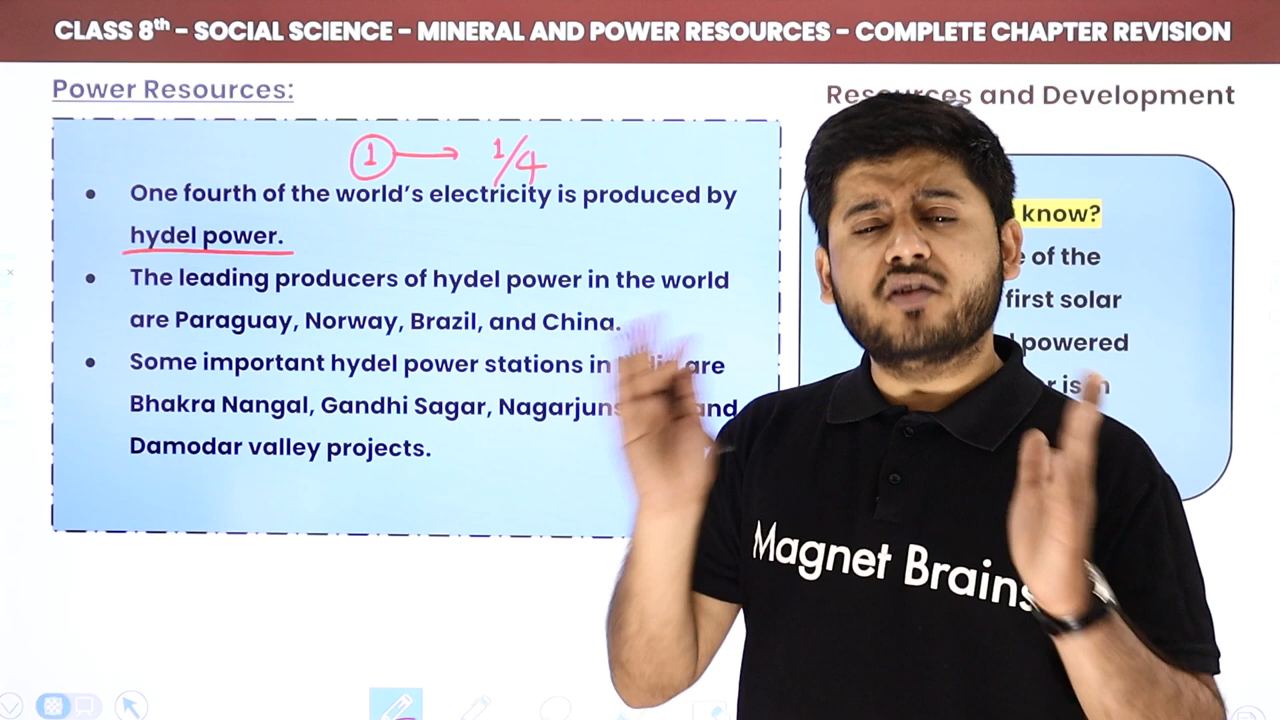 CLASS 8th - SOCIAL SCIENCE - MINERAL AND POWER RESOURCES - COMPLETE CHAPTER REVISION
Power Resources:
Resources and Development
1 → 1/4
• One fourth of the world's electricity is produced by
hydel power.
• The leading producers of hydel power in the world
are Paraguay, Norway, Brazil, and China.
• Some important hydel power stations in are
Bhakra Nangal, Gandhi Sagar, and
Damodar valley projects.
know?
of the
first solar
powered
is
Magnet Brains